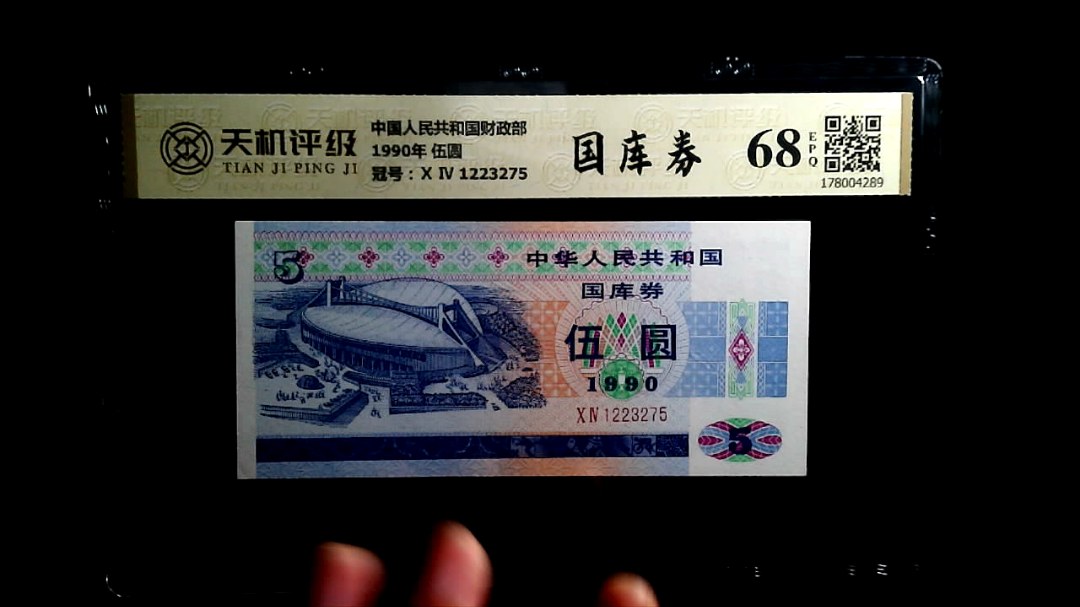 天机评级
TIAN JI PING JI
中国人民共和国财政部
1990年 伍圆
冠号：X Ⅳ 1223275
国库券
68
EPQ
178004289
5
中华人民共和国
国库券
伍圆
1990
XⅣ1223275
5